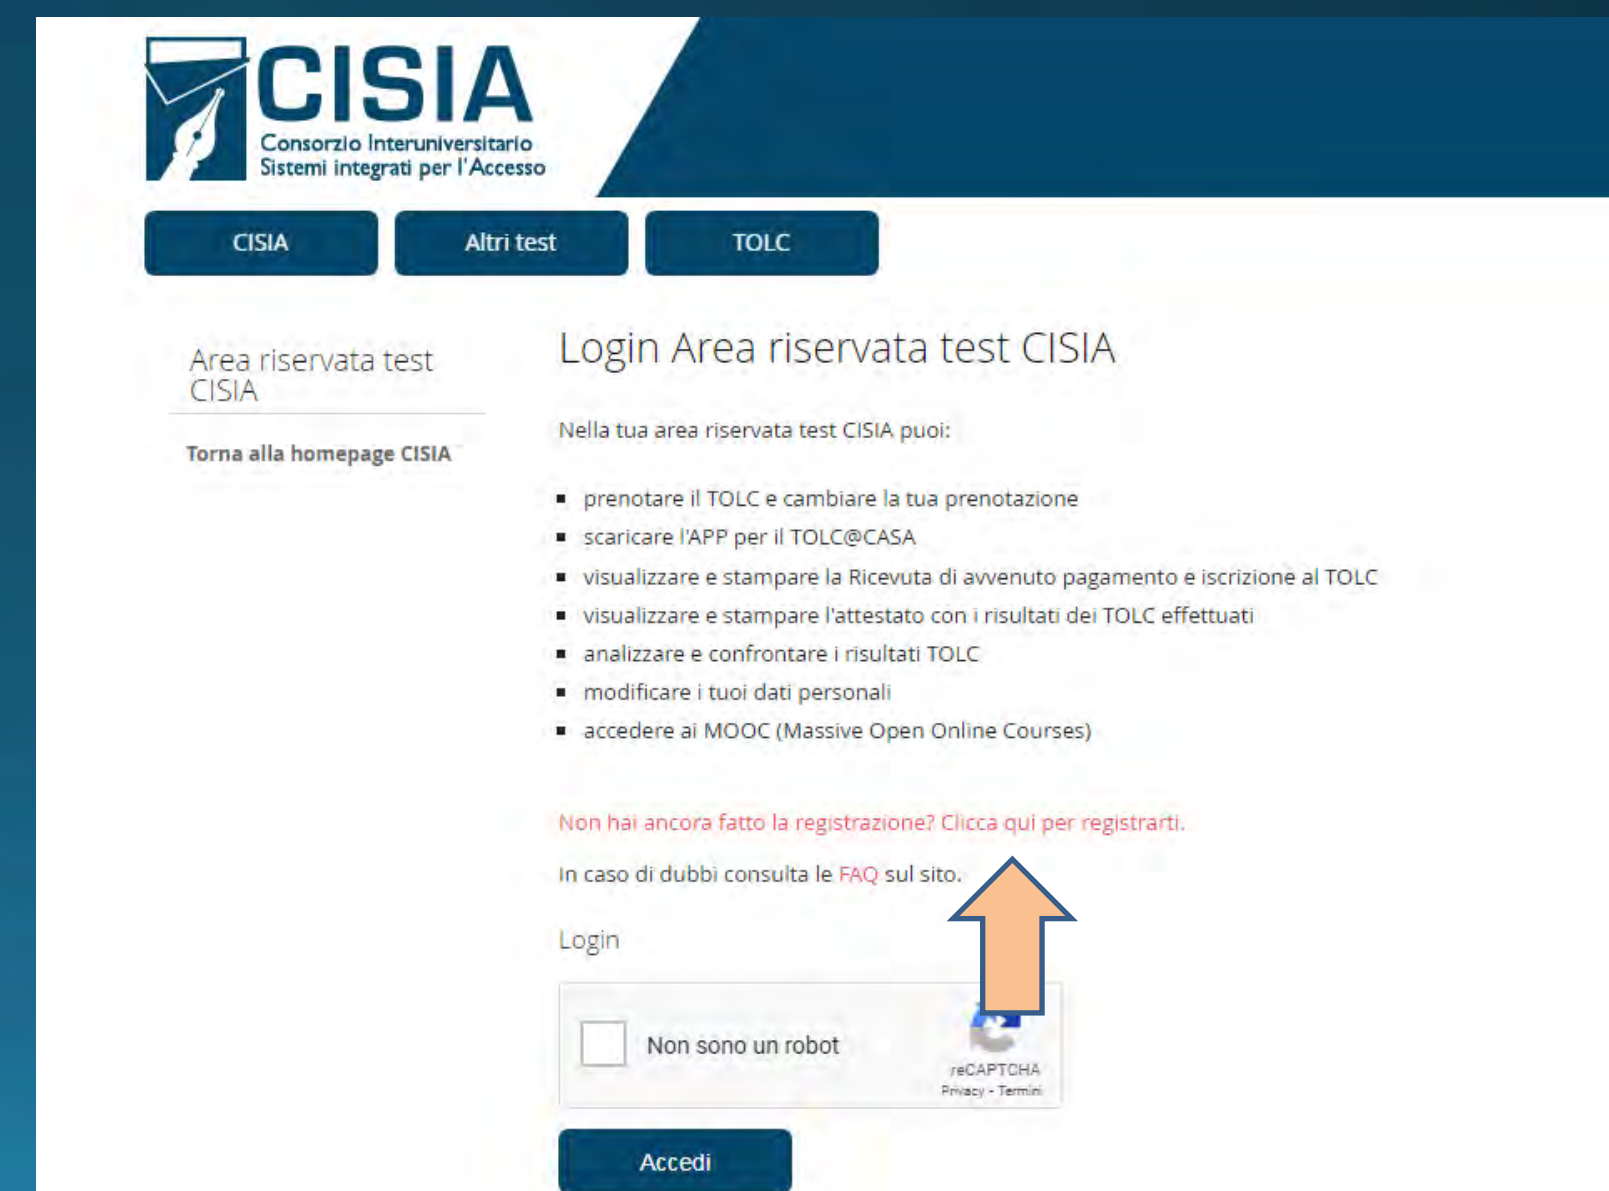 CISIA
Consorzio Interuniversitario
Sistemi integrati per l'Accesso
CISIA
Altri test
TOLC
Area riservata test
CISIA
Torna alla homepage CISIA
Login Area riservata test CISIA
Nella tua area riservata test CISIA puoi:
prenotare il TOLC e cambiare la tua prenotazione
scaricare l'APP per il TOLC@CASA
visualizzare e stampare la Ricevuta di avvenuto pagamento e iscrizione al TOLC
visualizzare e stampare l'attestato con i risultati dei TOLC effettuati
analizzare e confrontare i risultati TOLC
modificare i tuoi dati personali
accedere ai MOOC (Massive Open Online Courses)
Non hai ancora fatto la registrazione? Clicca qui per registrarti.
In caso di dubbi consulta le FAQ sul sito.
Login
Non sono un robot
reCAPTCHA
Privacy - Termini
Accedi